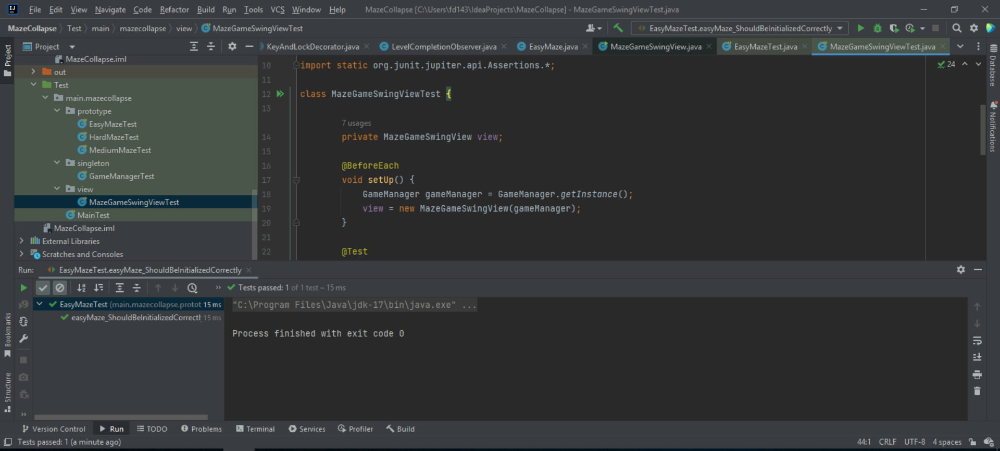 File Edit View Navigate Code Refactor Build Run Tools VCS Window Help MazeCollapse [C:\Users\fd143\IdeaProjects\MazeCollapse] - MazeGameSwingViewTest.java
MazeCollapse Test main mazecollapse view MazeGameSwingViewTest EasyMazeTest.easyMaze_ShouldBeInitializedCorrectly
Project
KeyAndLockDecorator.java LevelCompletionObserver.java EasyMaze.java MazeGameSwingView.java EasyMazeTest.java MazeGameSwingViewTest.java
Project
Bookmarks
Structure
MazeCollapse.iml
out
Test
main.mazecollapse
prototype
EasyMazeTest
HardMazeTest
MediumMazeTest
singleton
GameManagerTest
view
MazeGameSwingViewTest
MainTest
MazeCollapse.iml
External Libraries
Scratches and Consoles
10 import static org.junit.jupiter.api.Assertions.*;
11
12 class MazeGameSwingViewTest {
13
7 usages
14 private MazeGameSwingView view;
15
16 @BeforeEach
17 void setUp() {
18 GameManager gameManager = GameManager.getInstance();
19 view = new MazeGameSwingView(gameManager);
20 }
21
22 @Test
24
Database
Notifications
Run: EasyMazeTest.easyMaze_ShouldBeInitializedCorrectly
Tests passed: 1 of 1 test – 15 ms
EasyMazeTest (main.mazecollapse.protot 15 ms
easyMaze_ShouldBeInitializedCorrectl 15 ms
"C:\Program Files\Java\jdk-17\bin\java.exe" ...
Process finished with exit code 0
Version Control Run TODO Problems Terminal Services Profiler Build
Tests passed: 1 (a minute ago) 44:1 CRLF UTF-8 4 spaces